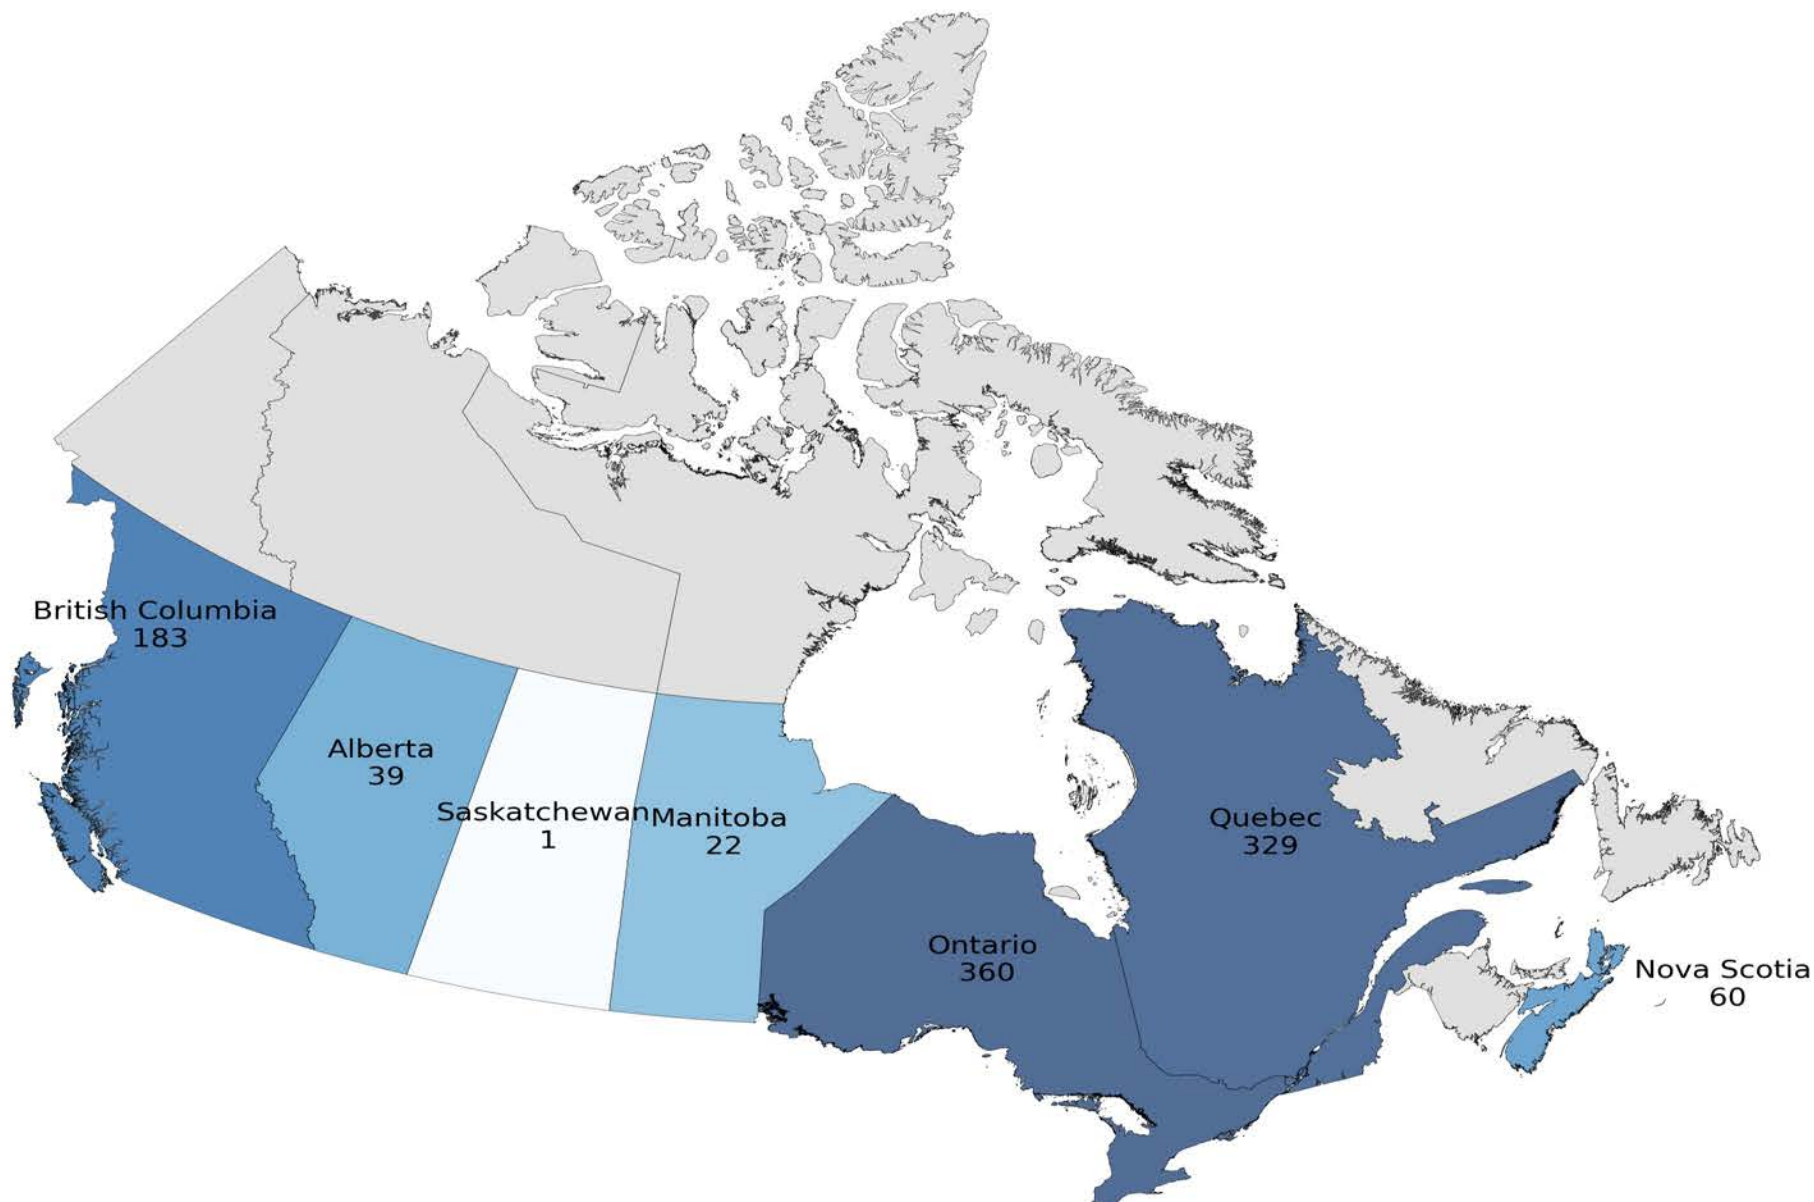 British Columbia
183
Alberta
39
Saskatchewan
1
Manitoba
22
Ontario
360
Quebec
329
Nova Scotia
60